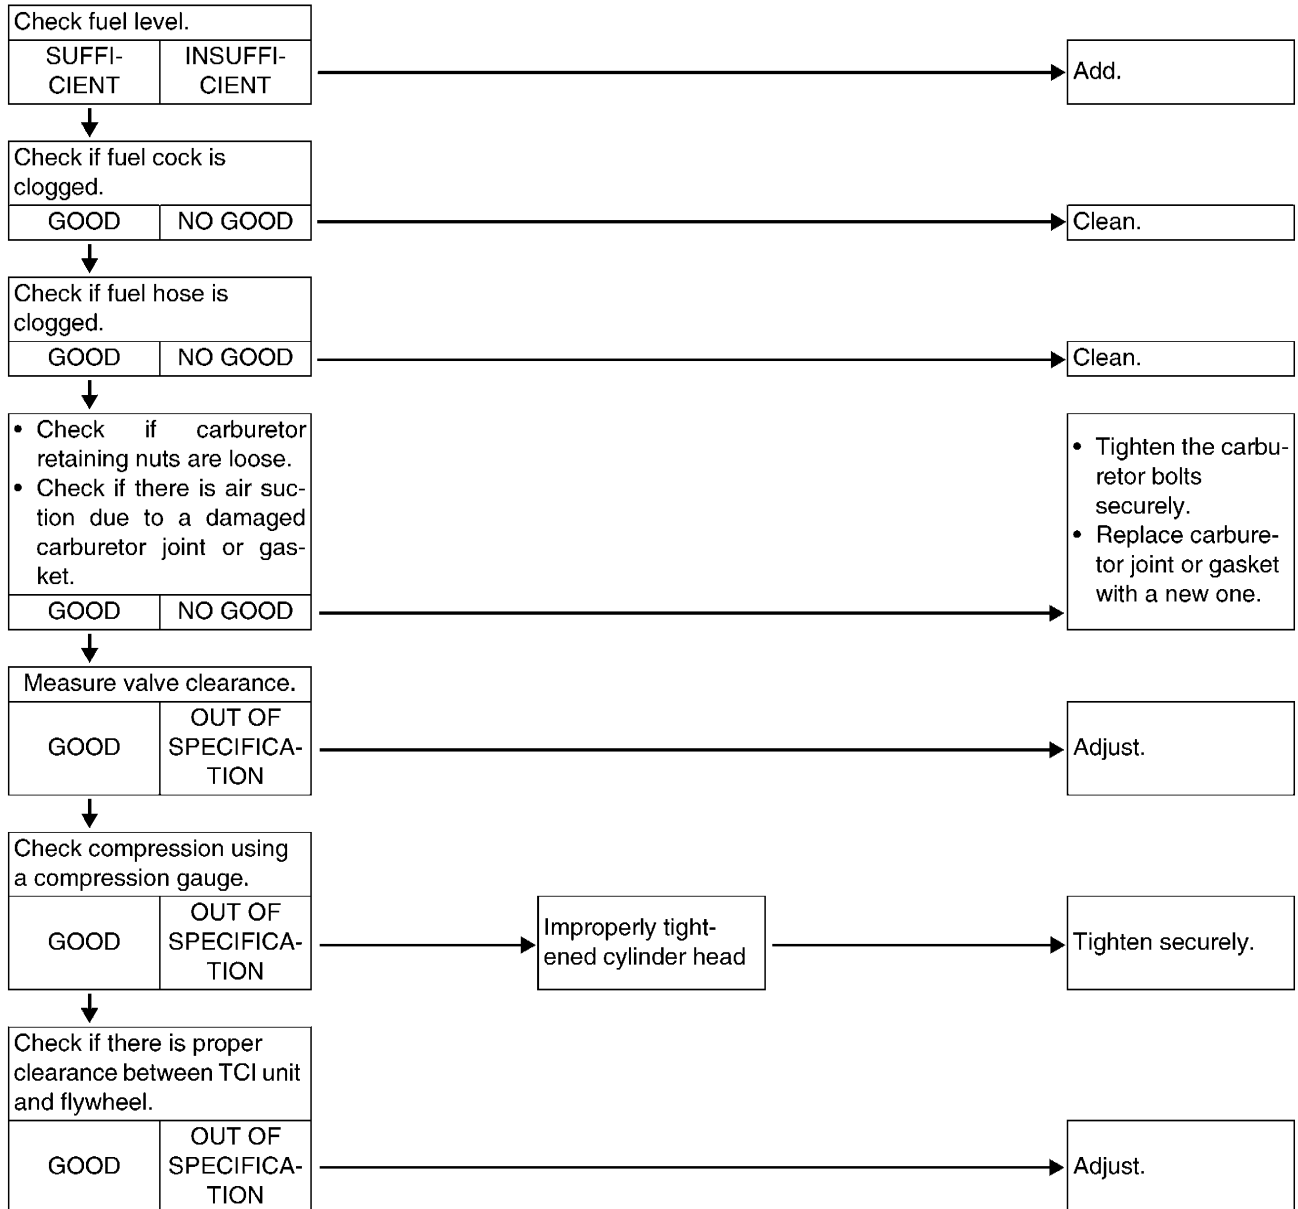 Check fuel level.
SUFFI-
CIENT
INSUFFI-
CIENT
Add.
Check if fuel cock is
clogged.
GOOD
NO GOOD
Clean.
Check if fuel hose is
clogged.
GOOD
NO GOOD
Clean.
• Check if carburetor
retaining nuts are loose.
• Check if there is air suc-
tion due to a damaged
carburetor joint or gas-
ket.
GOOD
NO GOOD
• Tighten the carbu-
retor bolts
securely.
• Replace carbure-
tor joint or gasket
with a new one.
Measure valve clearance.
GOOD
OUT OF
SPECIFICA-
TION
Adjust.
Check compression using
a compression gauge.
GOOD
OUT OF
SPECIFICA-
TION
Improperly tight-
ened cylinder head
Tighten securely.
Check if there is proper
clearance between TCI unit
and flywheel.
GOOD
OUT OF
SPECIFICA-
TION
Adjust.